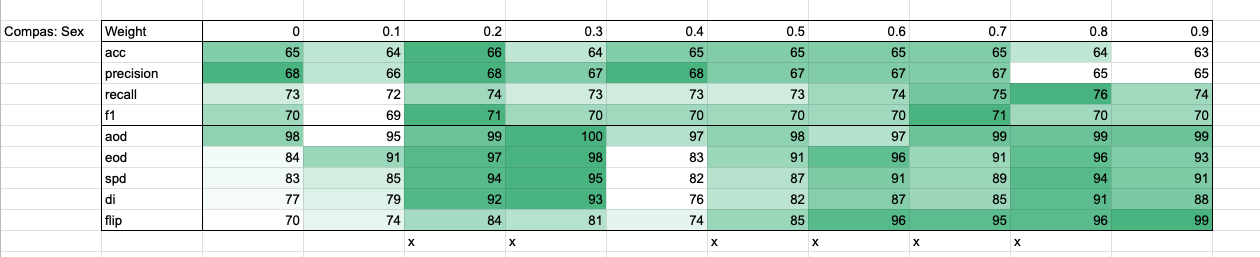 Compas: Sex Weight 0 0.1 0.2 0.3 0.4 0.5 0.6 0.7 0.8 0.9
acc 65 64 66 64 65 65 65 65 64 63
precision 68 66 68 67 68 67 67 67 65 65
recall 73 72 74 73 73 73 74 75 76 74
f1 70 69 71 70 70 70 70 71 70 70
aod 98 95 99 100 97 98 97 99 99 99
eod 84 91 97 98 83 91 96 91 96 93
spd 83 85 94 95 82 87 91 89 94 91
di 77 79 92 93 76 82 87 85 91 88
flip 70 74 84 81 74 85 96 95 96 99
x x x x x x